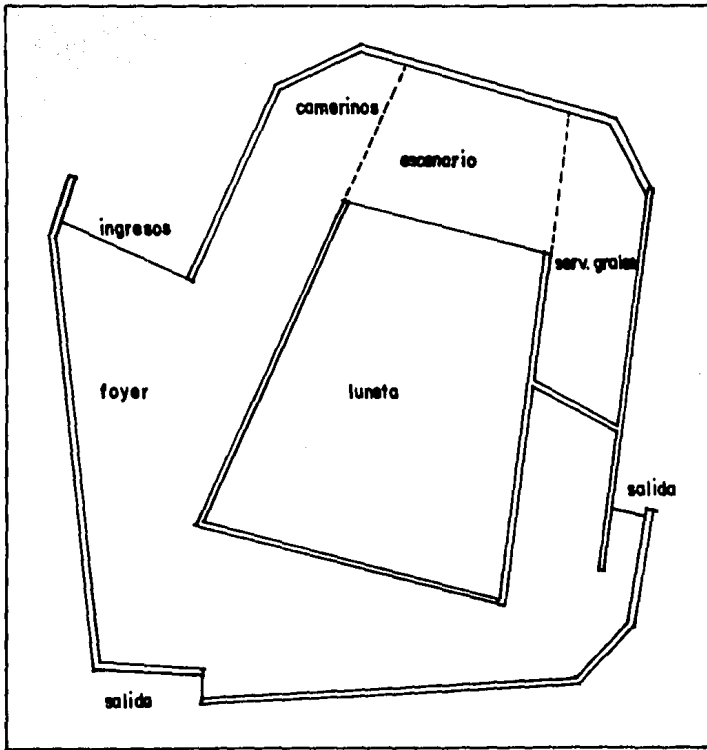 camerinos
escenario
ingresos
serv. grales
foyer
luneta
salida
salida